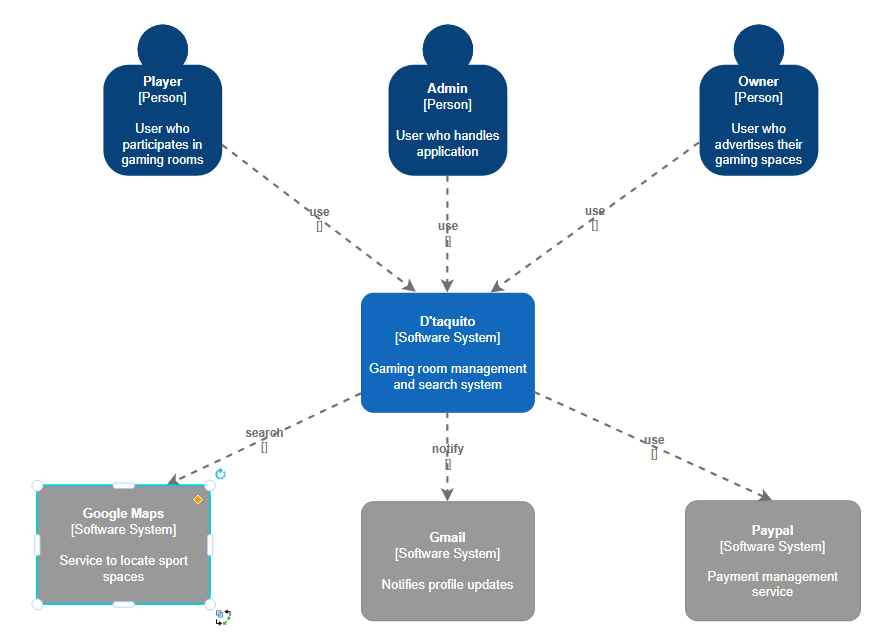 Player
[Person]
User who
participates in
gaming rooms
Admin
[Person]
User who handles
application
Owner
[Person]
User who
advertises their
gaming spaces
use
[]
use
[]
use
[]
D'taquito
[Software System]
Gaming room management
and search system
search
[]
notify
[]
use
[]
Google Maps
[Software System]
Service to locate sport
spaces
Gmail
[Software System]
Notifies profile updates
Paypal
[Software System]
Payment management
service